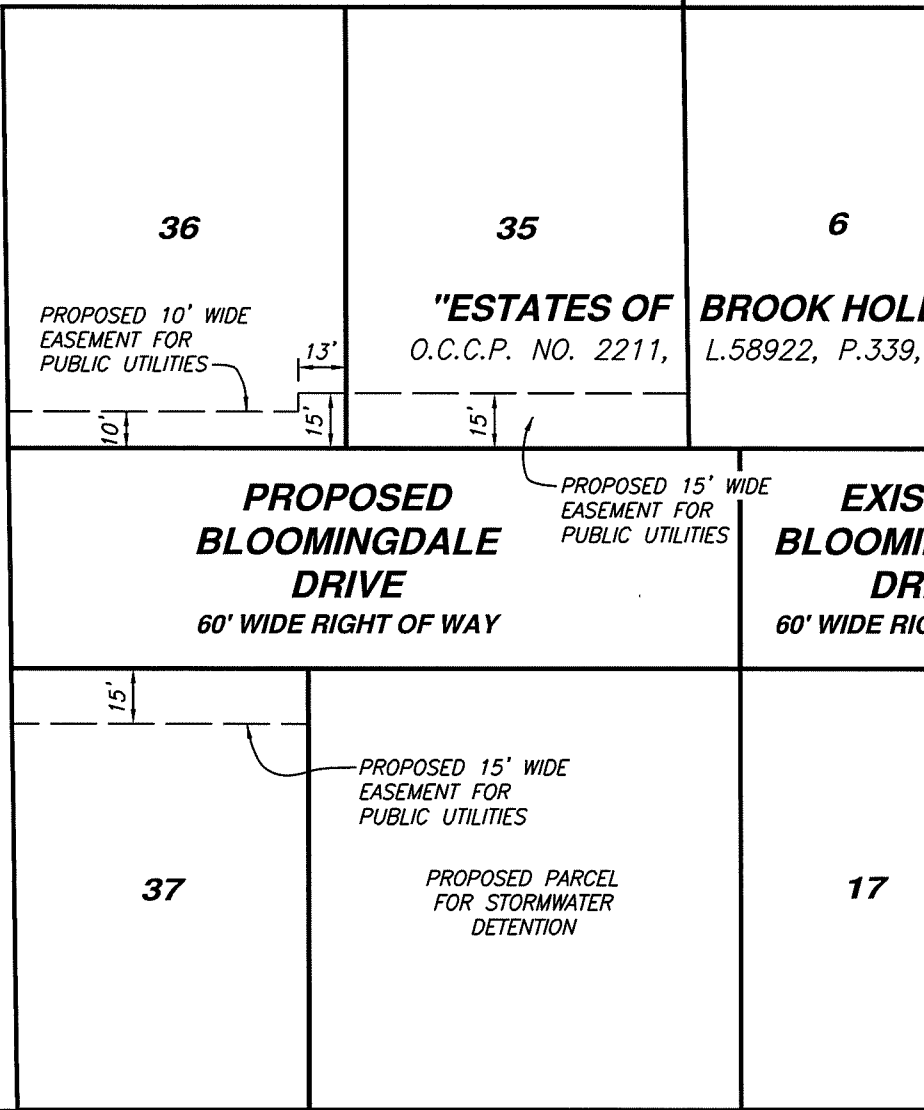 36
35
6
PROPOSED 10' WIDE
EASEMENT FOR
PUBLIC UTILITIES
"ESTATES OF BROOK HOLL
O.C.C.P. NO. 2211, L.58922, P.339,
13'
10'
15'
15'
PROPOSED
BLOOMINGDALE
DRIVE
60' WIDE RIGHT OF WAY
PROPOSED 15' WIDE
EASEMENT FOR
PUBLIC UTILITIES
EXIS
BLOOMI
DR
60' WIDE RIG
15'
PROPOSED 15' WIDE
EASEMENT FOR
PUBLIC UTILITIES
37
PROPOSED PARCEL
FOR STORMWATER
DETENTION
17